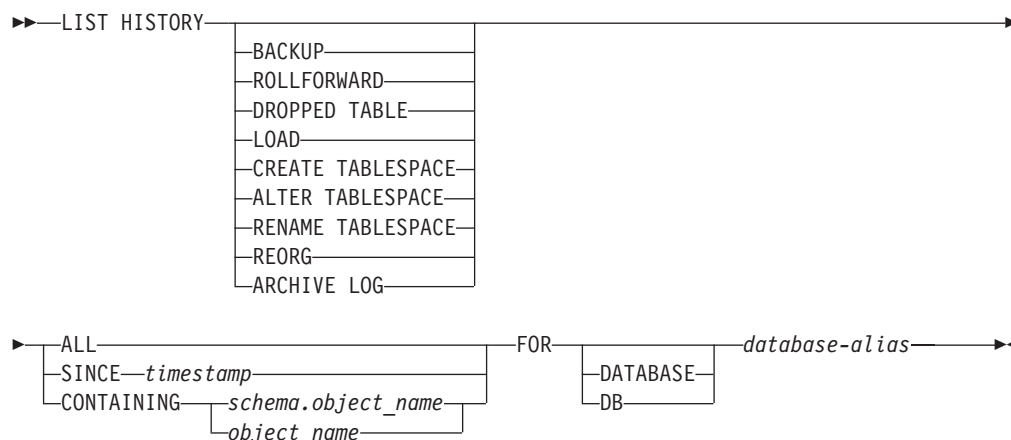 LIST HISTORY
BACKUP
ROLLFORWARD
DROPPED TABLE
LOAD
CREATE TABLESPACE
ALTER TABLESPACE
RENAME TABLESPACE
REORG
ARCHIVE LOG
ALL FOR database-alias
SINCE timestamp DATABASE
CONTAINING schema.object_name DB
object_name